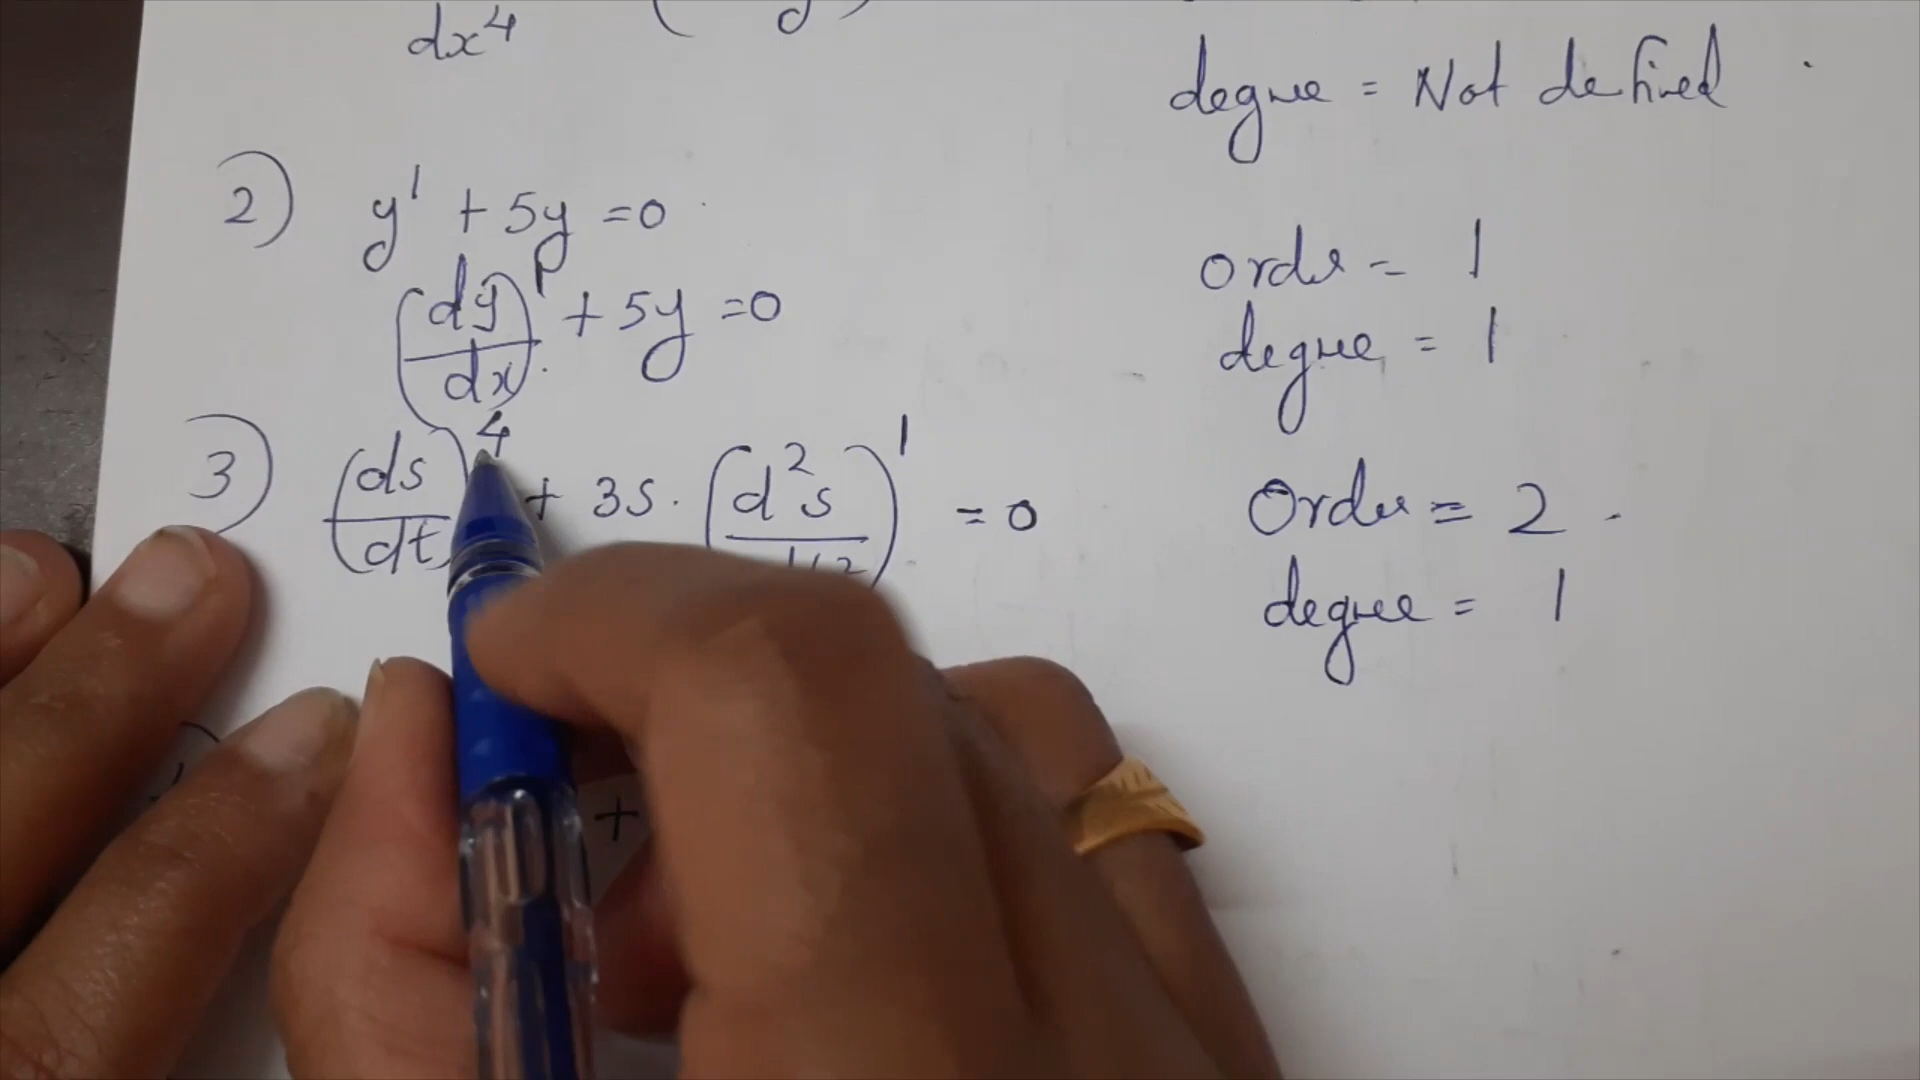 dx⁴
degree = Not defined
2) y' + 5y = 0
(dy/dx)¹ + 5y = 0
order = 1
degree = 1
3) (ds/dt)⁴ + 3s. (d²s/dt²)¹ = 0
Order = 2
degree = 1
+